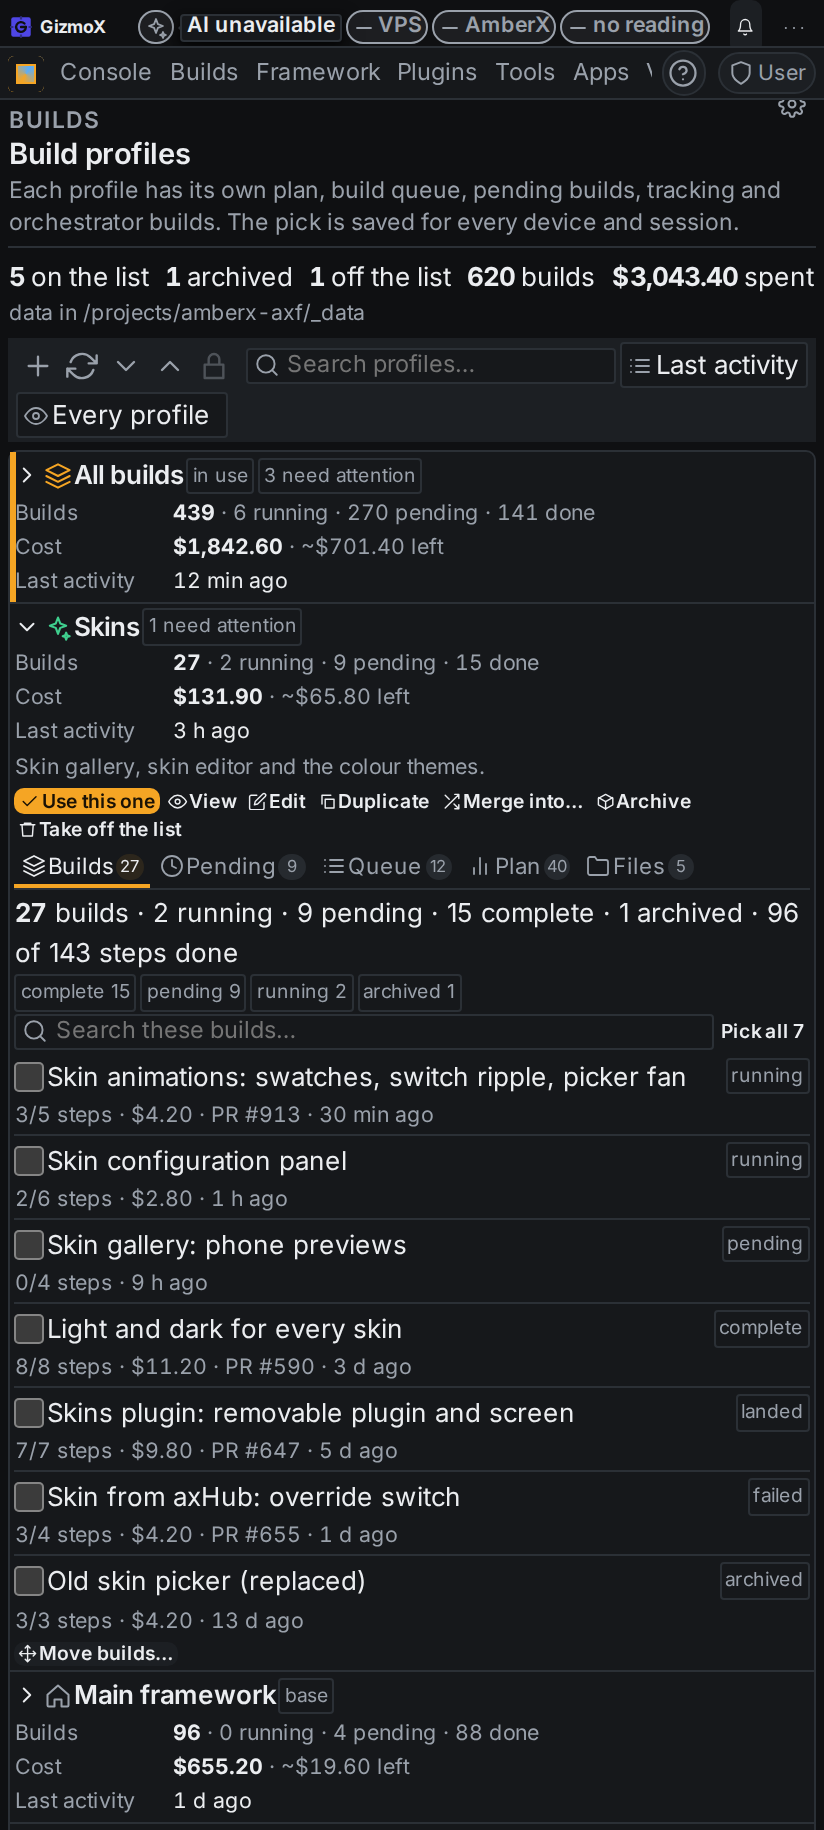 GizmoX
AI unavailable
— VPS
— AmberX
— no reading
...
Console Builds Framework Plugins Tools Apps
User
BUILDS
Build profiles
Each profile has its own plan, build queue, pending builds, tracking and
orchestrator builds. The pick is saved for every device and session.
5 on the list 1 archived 1 off the list 620 builds $3,043.40 spent
data in /projects/amberx-axf/_data
Search profiles...
Last activity
Every profile
All builds in use 3 need attention
Builds 439 · 6 running · 270 pending · 141 done
Cost $1,842.60 · ~$701.40 left
Last activity 12 min ago
Skins 1 need attention
Builds 27 · 2 running · 9 pending · 15 done
Cost $131.90 · ~$65.80 left
Last activity 3 h ago
Skin gallery, skin editor and the colour themes.
Use this one View Edit Duplicate Merge into... Archive
Take off the list
Builds 27 Pending 9 Queue 12 Plan 40 Files 5
27 builds · 2 running · 9 pending · 15 complete · 1 archived · 96
of 143 steps done
complete 15 pending 9 running 2 archived 1
Search these builds...
Pick all 7
Skin animations: swatches, switch ripple, picker fan running
3/5 steps · $4.20 · PR #913 · 30 min ago
Skin configuration panel running
2/6 steps · $2.80 · 1 h ago
Skin gallery: phone previews pending
0/4 steps · 9 h ago
Light and dark for every skin complete
8/8 steps · $11.20 · PR #590 · 3 d ago
Skins plugin: removable plugin and screen landed
7/7 steps · $9.80 · PR #647 · 5 d ago
Skin from axHub: override switch failed
3/4 steps · $4.20 · PR #655 · 1 d ago
Old skin picker (replaced) archived
3/3 steps · $4.20 · 13 d ago
Move builds...
Main framework base
Builds 96 · 0 running · 4 pending · 88 done
Cost $655.20 · ~$19.60 left
Last activity 1 d ago